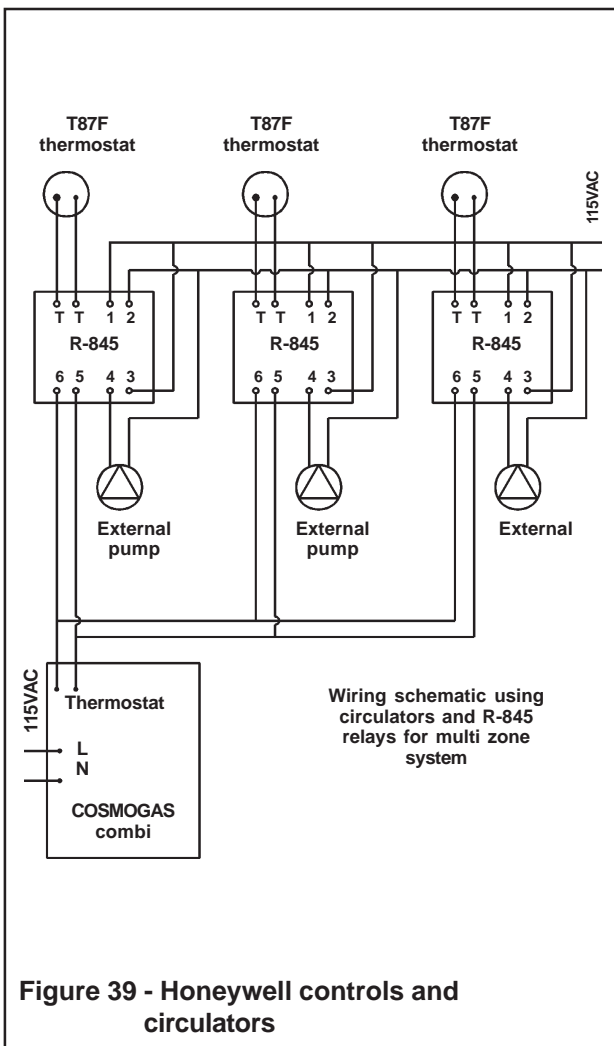 T87F
thermostat
T87F
thermostat
T87F
thermostat
115VAC
T T 1 2
R-845
6 5 4 3
T T 1 2
R-845
6 5 4 3
T T 1 2
R-845
6 5 4 3
External
pump
External
pump
External
115VAC
Thermostat
L
N
COSMOGAS
combi
Wiring schematic using
circulators and R-845
relays for multi zone
system
Figure 39 - Honeywell controls and
circulators